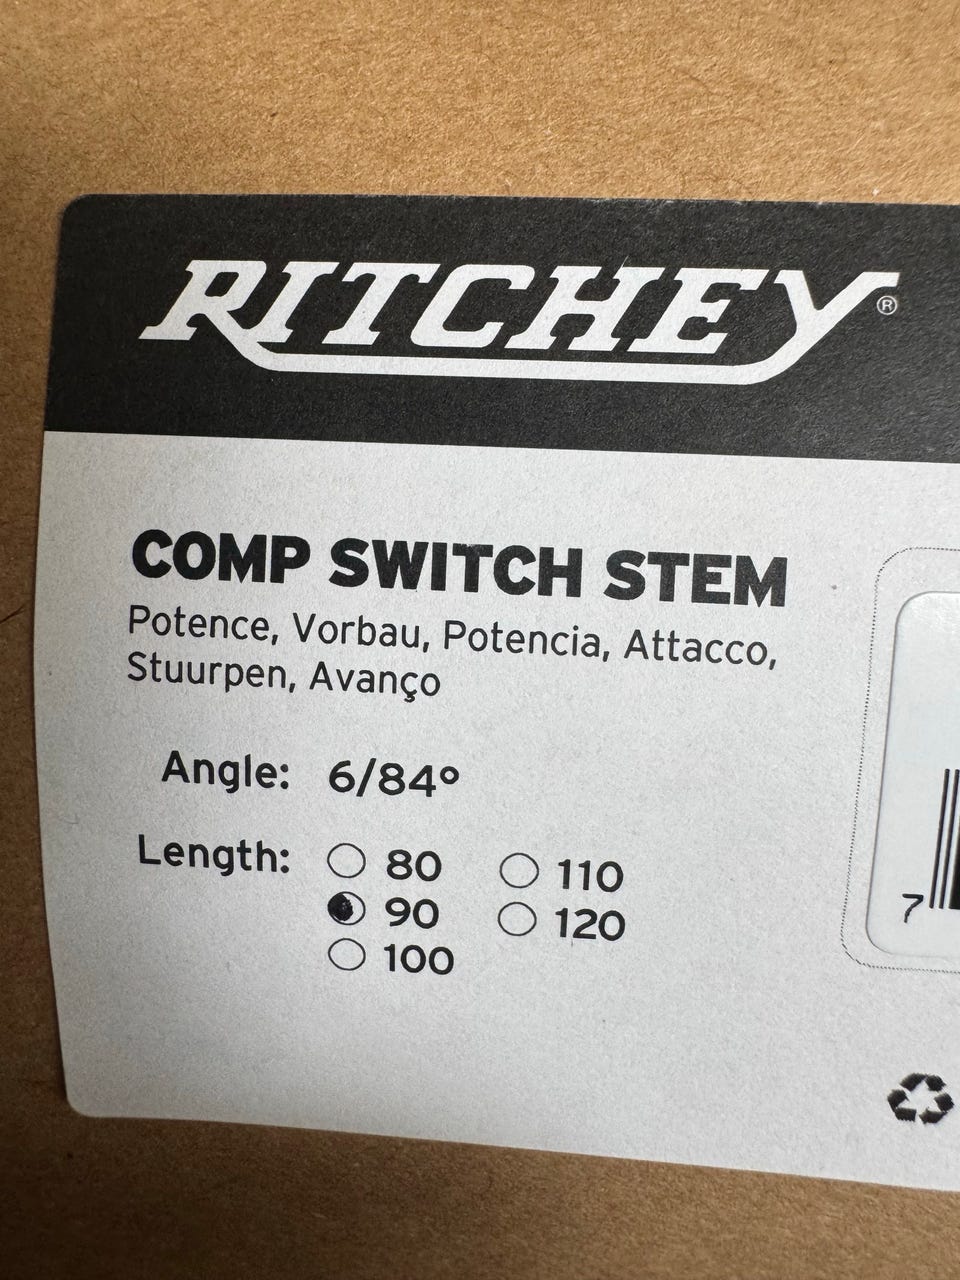 RITCHEY®
COMP SWITCH STEM
Potence, Vorbau, Potencia, Attacco,
Stuurpen, Avanço
Angle: 6/84°
Length: 80 110
90 120
100
7